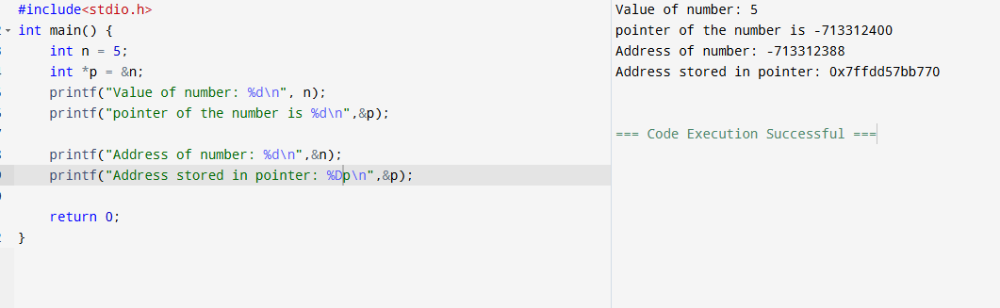 #include<stdio.h>
int main() {
    int n = 5;
    int *p = &n;
    printf("Value of number: %d\n", n);
    printf("pointer of the number is %d\n",&p);
    printf("Address of number: %d\n",&n);
    printf("Address stored in pointer: %Dp\n",&p);
    return 0;
}
Value of number: 5
pointer of the number is -713312400
Address of number: -713312388
Address stored in pointer: 0x7ffdd57bb770
=== Code Execution Successful ===